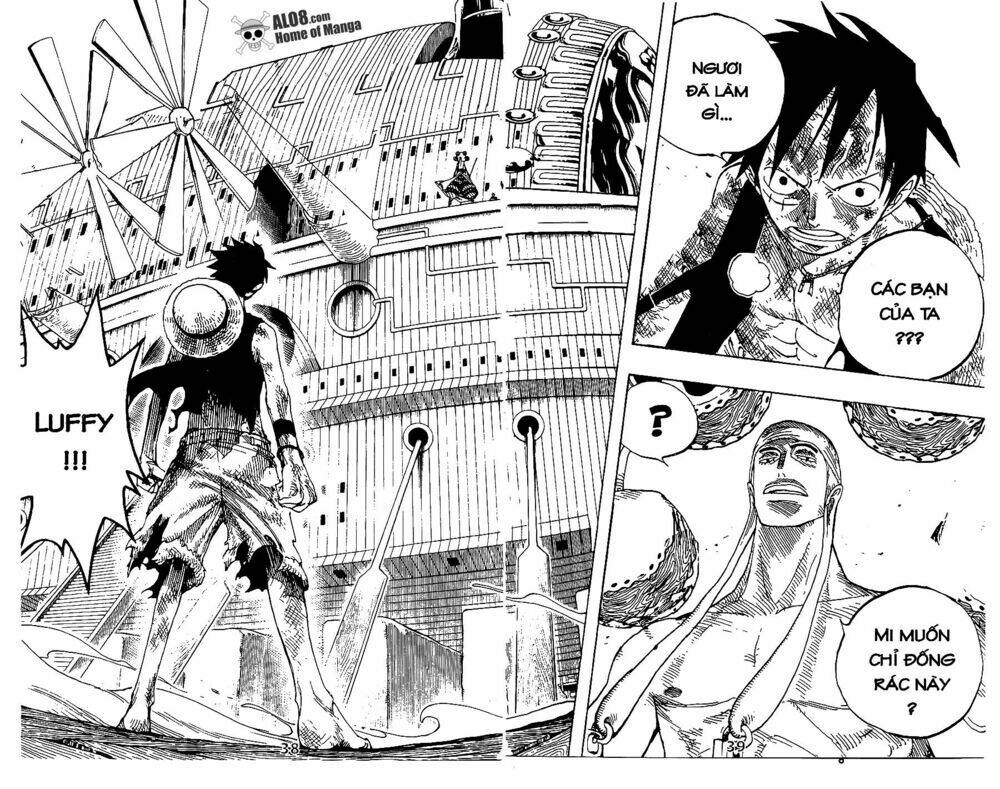 AL08.com
Home of Manga
NGƯƠI
ĐÃ LÀM
GÌ...
CÁC BẠN
CỦA TA
???
?
MI MUỐN
CHỈ ĐỐNG
RÁC NÀY
?
LUFFY
!!!
38
39